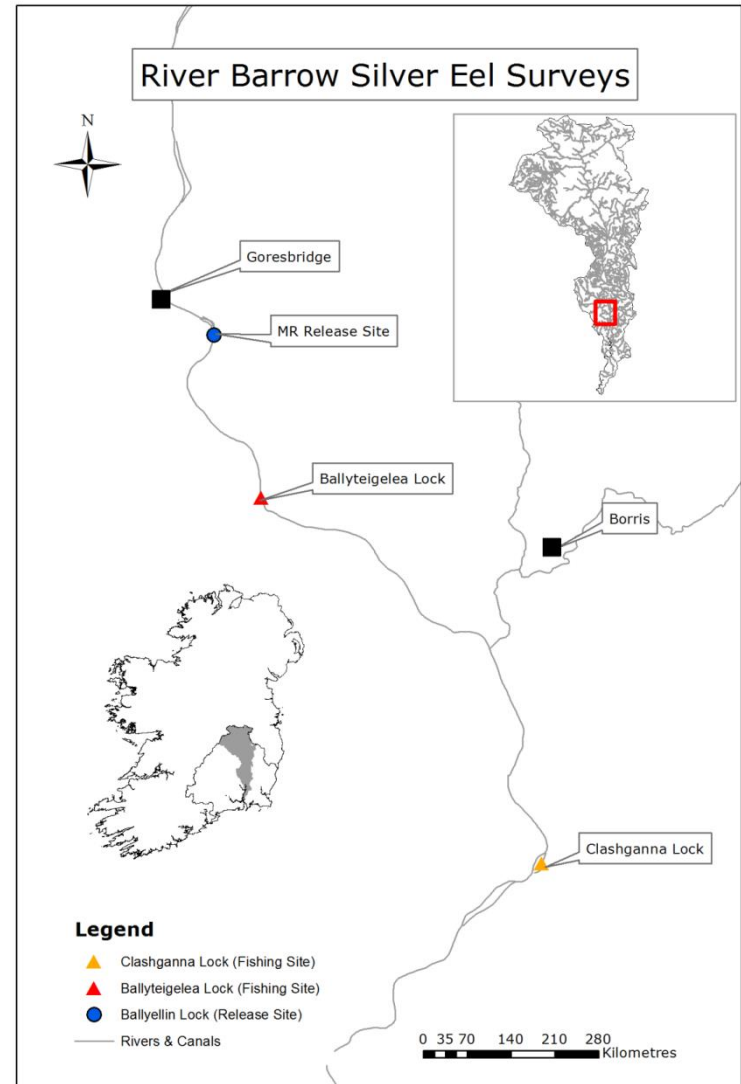 River Barrow Silver Eel Surveys
N
Goresbridge
MR Release Site
Ballyteigelea Lock
Borris
Clashganna Lock
Legend
Clashganna Lock (Fishing Site)
Ballyteigelea Lock (Fishing Site)
Ballyellin Lock (Release Site)
Rivers & Canals
0 35 70 140 210 280
Kilometres